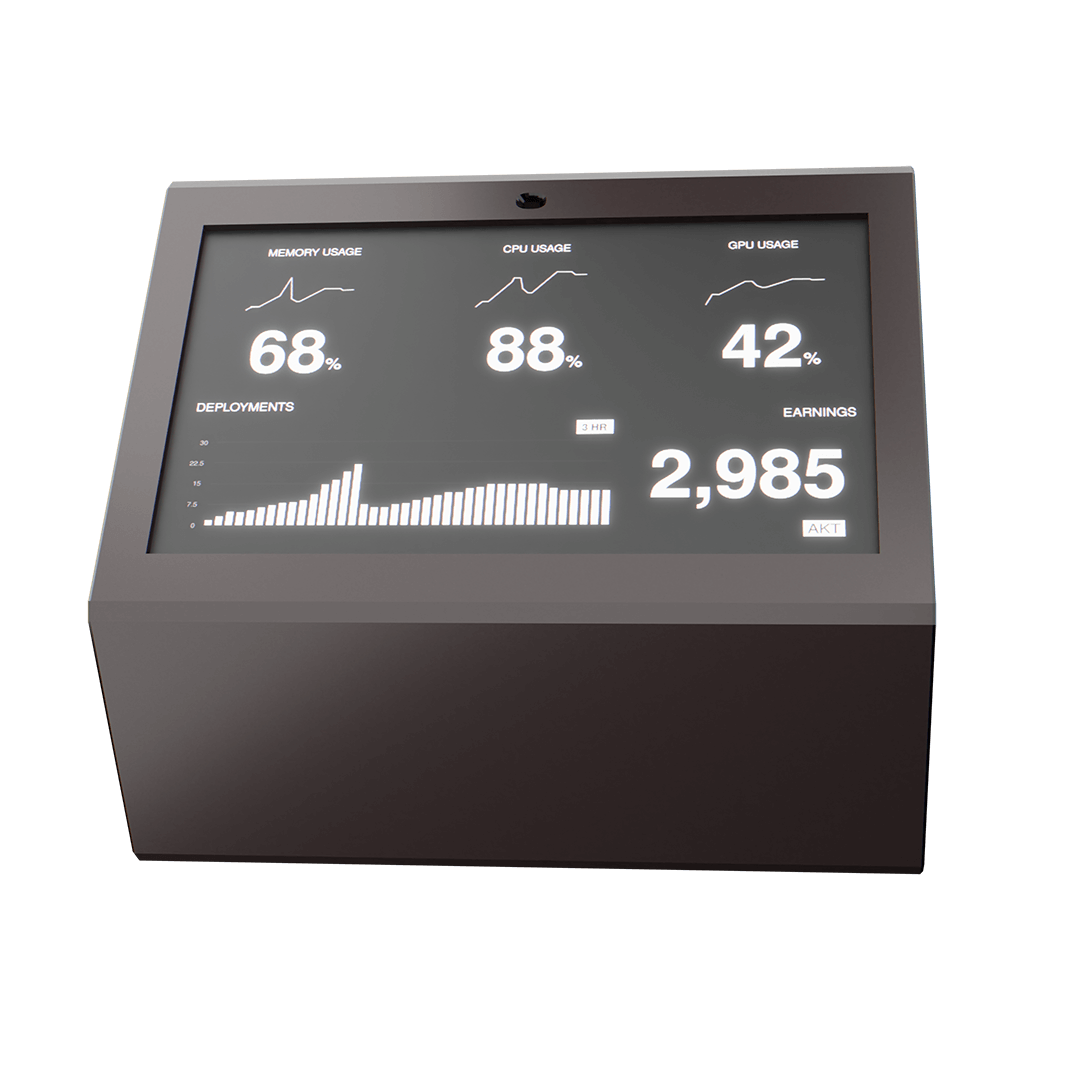 MEMORY USAGE
CPU USAGE
GPU USAGE
68%
88%
42%
DEPLOYMENTS
3 HR
30
22.5
15
7.5
0
EARNINGS
2,985
AKT